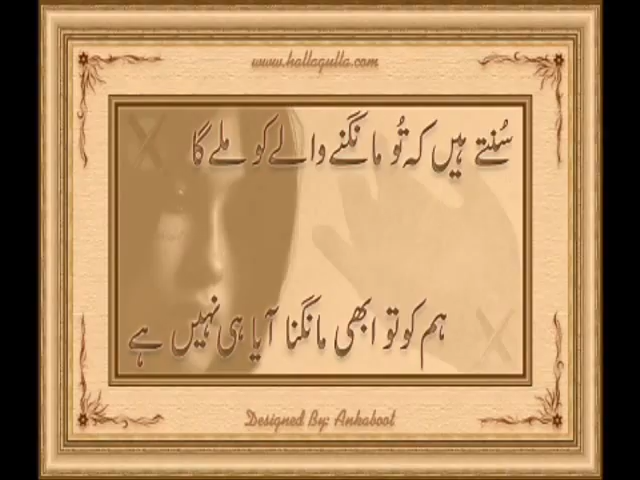 www.hallagulla.com
سُنتے ہیں کہ تُو مانگنے والے کو ملے گا
ہم کو تو ابھی مانگنا آیا ہی نہیں ہے
Designed By: Ankaboot